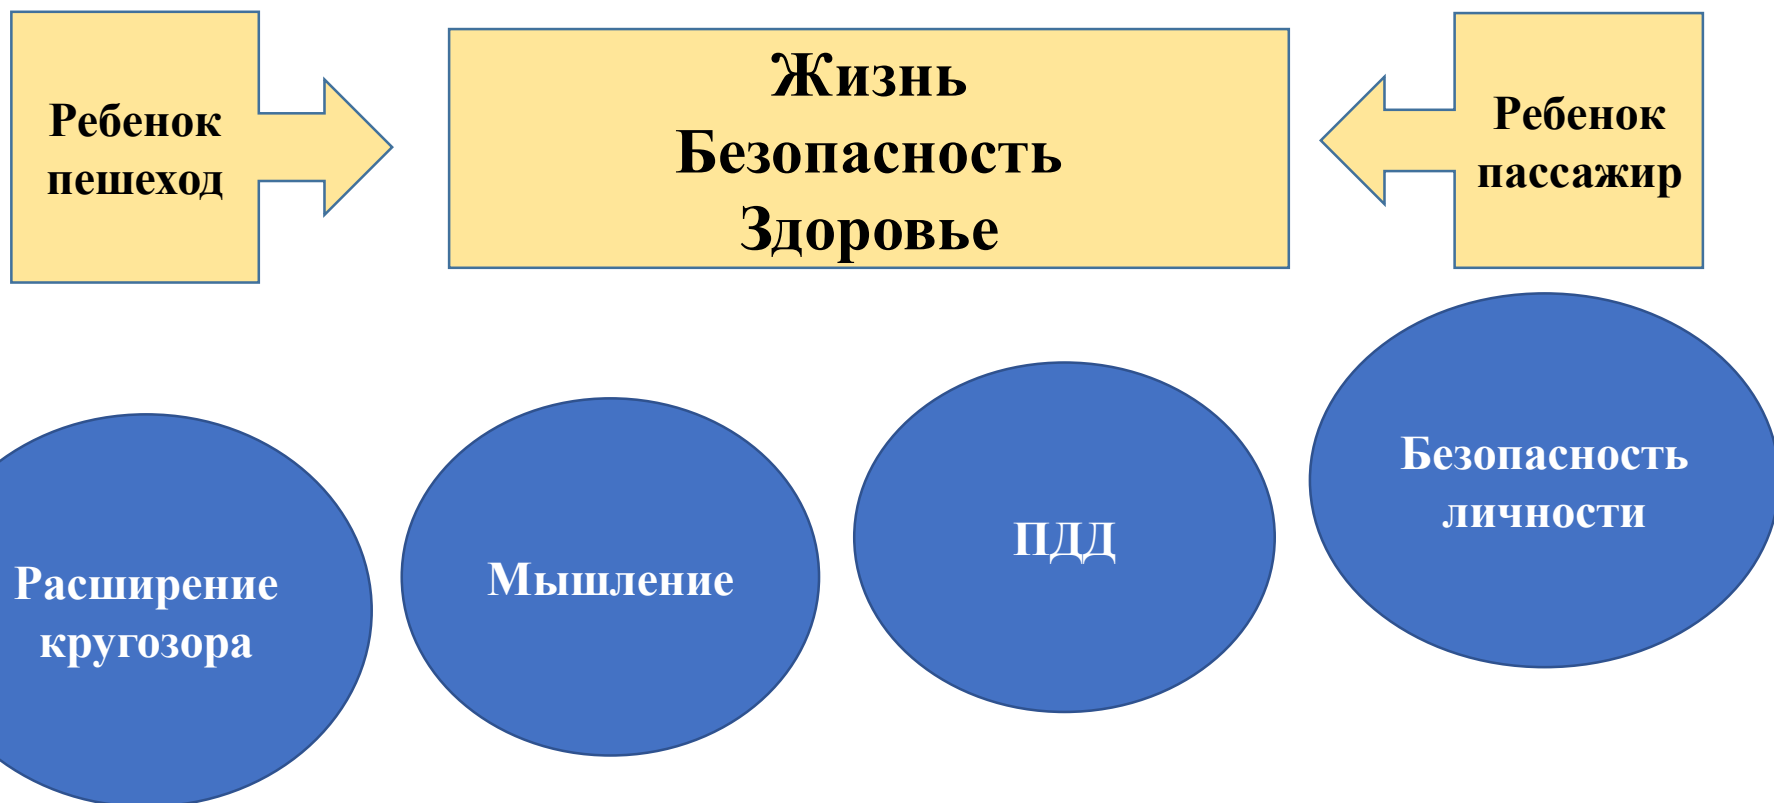 Ребенок
пешеход
Жизнь
Безопасность
Здоровье
Ребенок
пассажир
Расширение
кругозора
Мышление
ПДД
Безопасность
личности